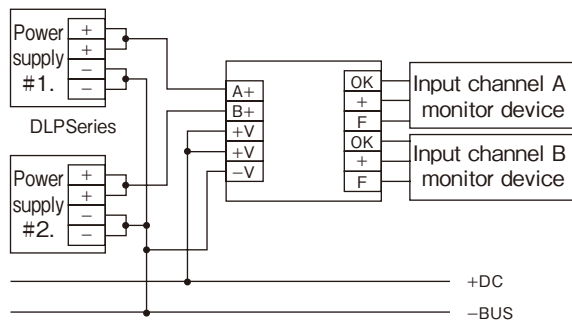 Power
supply
#1.
+
+
−
−
DLPSeries
Power
supply
#2.
+
+
−
−
A+
B+
+V
+V
−V
OK
+
F
OK
+
F
Input channel A
monitor device
Input channel B
monitor device
+DC
−BUS